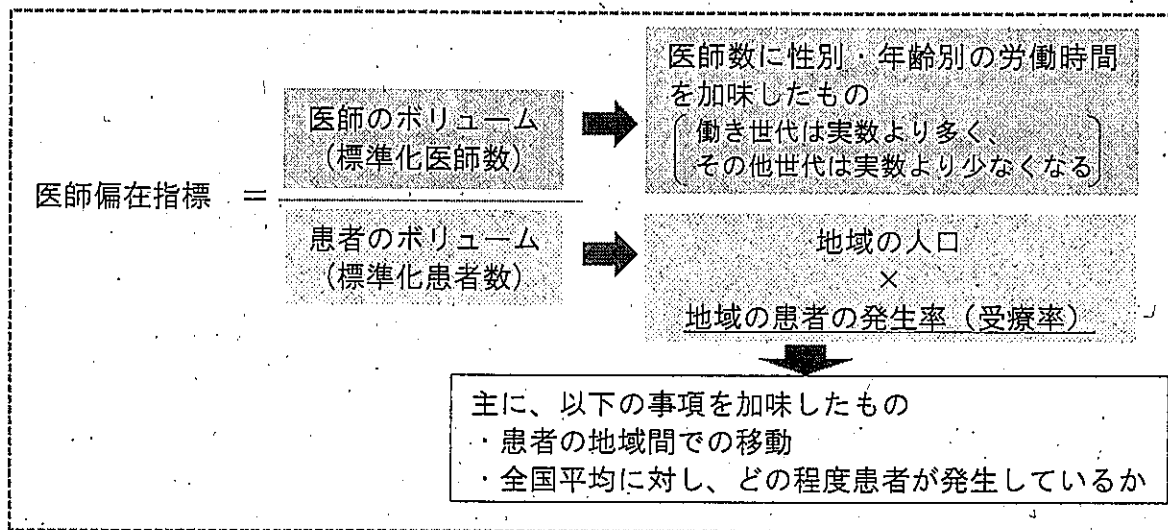 医師偏在指標 =
医師のボリューム
(標準化医師数)
患者のボリューム
(標準化患者数)
医師数に性別・年齢別の労働時間
を加味したもの
働き世代は実数より多く、
その他世代は実数より少なくなる
地域の人口
×
地域の患者の発生率(受療率)
主に、以下の事項を加味したもの
・患者の地域間での移動
・全国平均に対し、どの程度患者が発生しているか